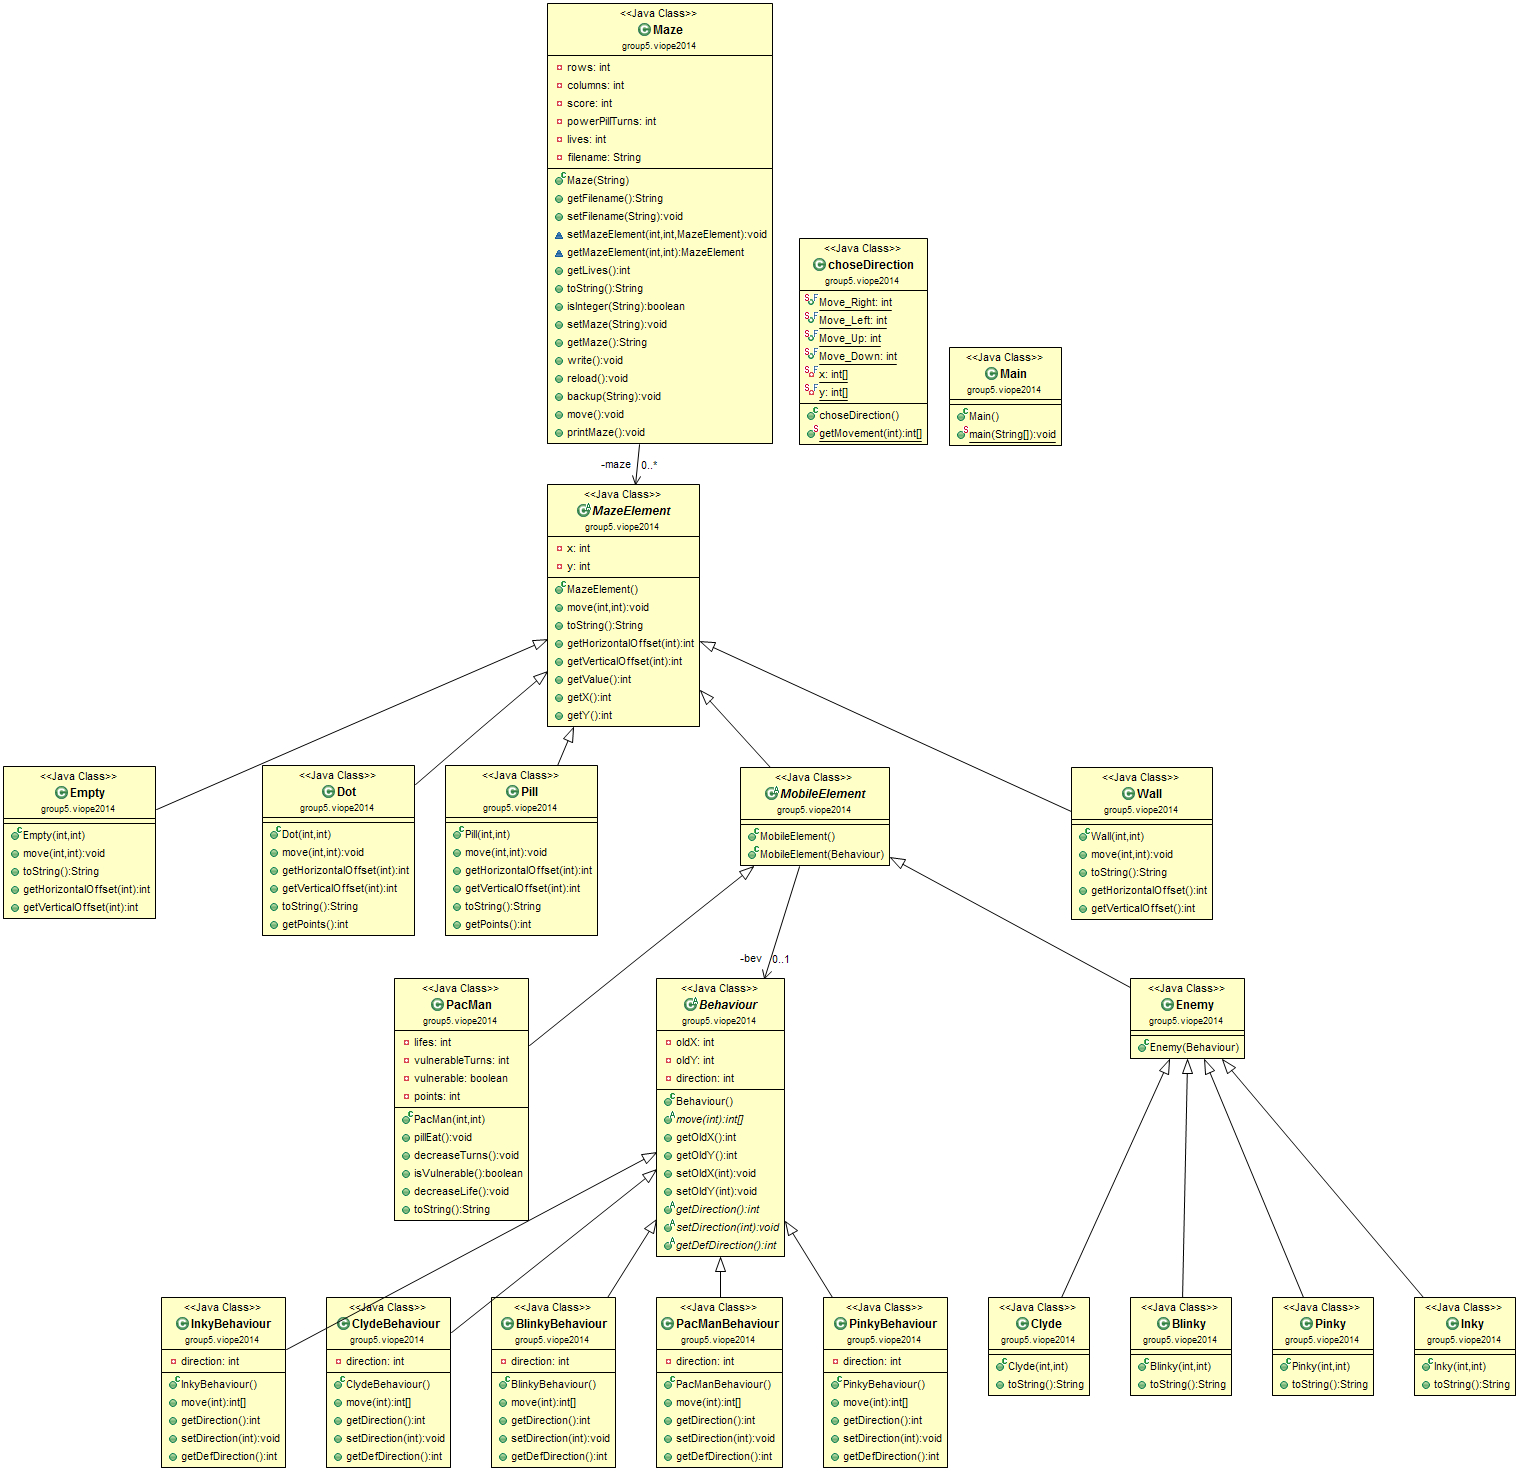 <<Java Class>>
Maze
group5.viope2014
rows: int
columns: int
score: int
powerPillTurns: int
lives: int
filename: String
Maze(String)
getFilename():String
setFilename(String):void
setMazeElement(int,int,MazeElement):void
getMazeElement(int,int):MazeElement
getLives():int
toString():String
isInteger(String):boolean
setMaze(String):void
getMaze():String
write():void
reload():void
backup(String):void
move():void
printMaze():void
<<Java Class>>
choseDirection
group5.viope2014
Move_Right: int
Move_Left: int
Move_Up: int
Move_Down: int
x: int[]
y: int[]
choseDirection()
getMovement(int):int[]
<<Java Class>>
Main
group5.viope2014
Main()
main(String[]):void
-maze 0..*
<<Java Class>>
MazeElement
group5.viope2014
x: int
y: int
MazeElement()
move(int,int):void
toString():String
getHorizontalOffset(int):int
getVerticalOffset(int):int
getValue():int
getX():int
getY():int
<<Java Class>>
Empty
group5.viope2014
Empty(int,int)
move(int,int):void
toString():String
getHorizontalOffset(int):int
getVerticalOffset(int):int
<<Java Class>>
Dot
group5.viope2014
Dot(int,int)
move(int,int):void
getHorizontalOffset(int):int
getVerticalOffset(int):int
toString():String
getPoints():int
<<Java Class>>
Pill
group5.viope2014
Pill(int,int)
move(int,int):void
getHorizontalOffset(int):int
getVerticalOffset(int):int
toString():String
getPoints():int
<<Java Class>>
MobileElement
group5.viope2014
MobileElement()
MobileElement(Behaviour)
<<Java Class>>
Wall
group5.viope2014
Wall(int,int)
move(int,int):void
toString():String
getHorizontalOffset():int
getVerticalOffset():int
-bev 0..1
<<Java Class>>
PacMan
group5.viope2014
lifes: int
vulnerableTurns: int
vulnerable: boolean
points: int
PacMan(int,int)
pillEat():void
decreaseTurns():void
isVulnerable():boolean
decreaseLife():void
toString():String
<<Java Class>>
Behaviour
group5.viope2014
oldX: int
oldY: int
direction: int
Behaviour()
move(int):int[]
getOldX():int
getOldY():int
setOldX(int):void
setOldY(int):void
getDirection():int
setDirection(int):void
getDefDirection():int
<<Java Class>>
Enemy
group5.viope2014
Enemy(Behaviour)
<<Java Class>>
InkyBehaviour
group5.viope2014
direction: int
InkyBehaviour()
move(int):int[]
getDirection():int
setDirection(int):void
getDefDirection():int
<<Java Class>>
ClydeBehaviour
group5.viope2014
direction: int
ClydeBehaviour()
move(int):int[]
getDirection():int
setDirection(int):void
getDefDirection():int
<<Java Class>>
BlinkyBehaviour
group5.viope2014
direction: int
BlinkyBehaviour()
move(int):int[]
getDirection():int
setDirection(int):void
getDefDirection():int
<<Java Class>>
PacManBehaviour
group5.viope2014
direction: int
PacManBehaviour()
move(int):int[]
getDirection():int
setDirection(int):void
getDefDirection():int
<<Java Class>>
PinkyBehaviour
group5.viope2014
direction: int
PinkyBehaviour()
move(int):int[]
getDirection():int
setDirection(int):void
getDefDirection():int
<<Java Class>>
Clyde
group5.viope2014
Clyde(int,int)
toString():String
<<Java Class>>
Blinky
group5.viope2014
Blinky(int,int)
toString():String
<<Java Class>>
Pinky
group5.viope2014
Pinky(int,int)
toString():String
<<Java Class>>
Inky
group5.viope2014
Inky(int,int)
toString():String